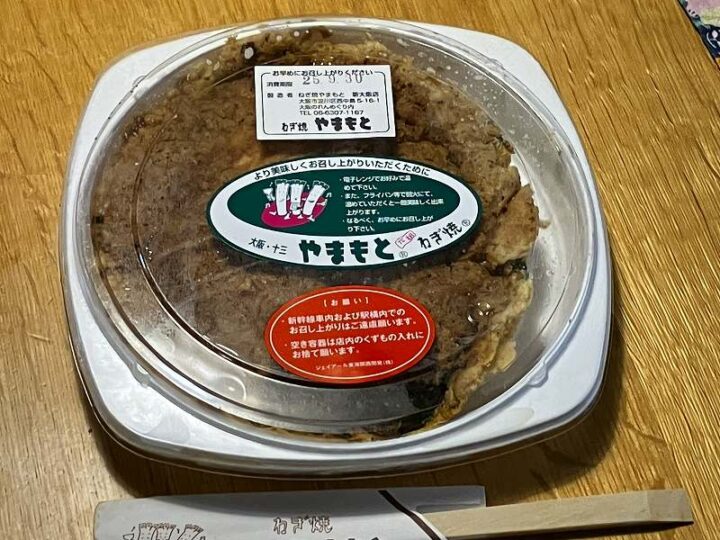 お早めにお召し上がりください
消費期限 25.9.30
製造者 ねぎ焼やまもと 新大阪店
大阪市淀川区西中島5-16-1
大阪のれんめぐり内
TEL 06-6307-1167
ねぎ焼 やまもと
より美味しくお召し上がりいただくために
・電子レンジでお好みで温
めて下さい。
・また、フライパン等で弱火にて、
温めていただくと一層美味しく出来
上がります。
・なるべく、お早めにお召し上が
り下さい。
大阪・十三 やまもと 元祖 ねぎ焼
【お願い】
・新幹線車内および駅構内での
お召し上がりはご遠慮願います。
・空き容器は店内のくずもの入れに
お捨て願います。
ジェイアール東海関西開発(株)
ねぎ焼